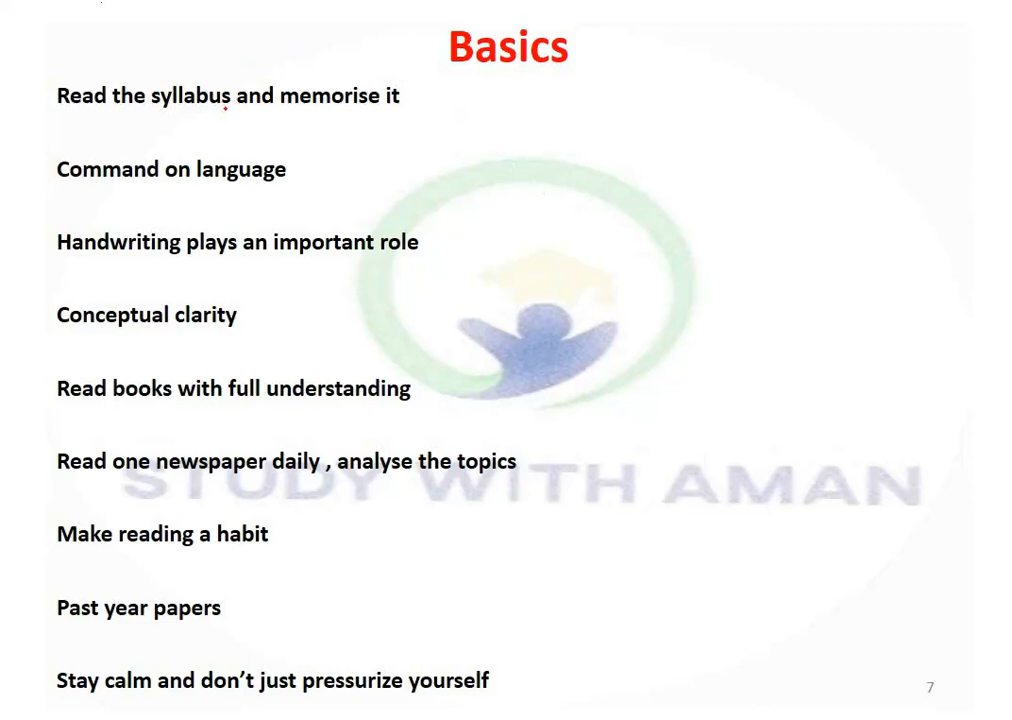 Basics
Read the syllabus and memorise it
Command on language
Handwriting plays an important role
Conceptual clarity
Read books with full understanding
Read one newspaper daily , analyse the topics
STUDY WITH AMAN
Make reading a habit
Past year papers
Stay calm and don’t just pressurize yourself
7